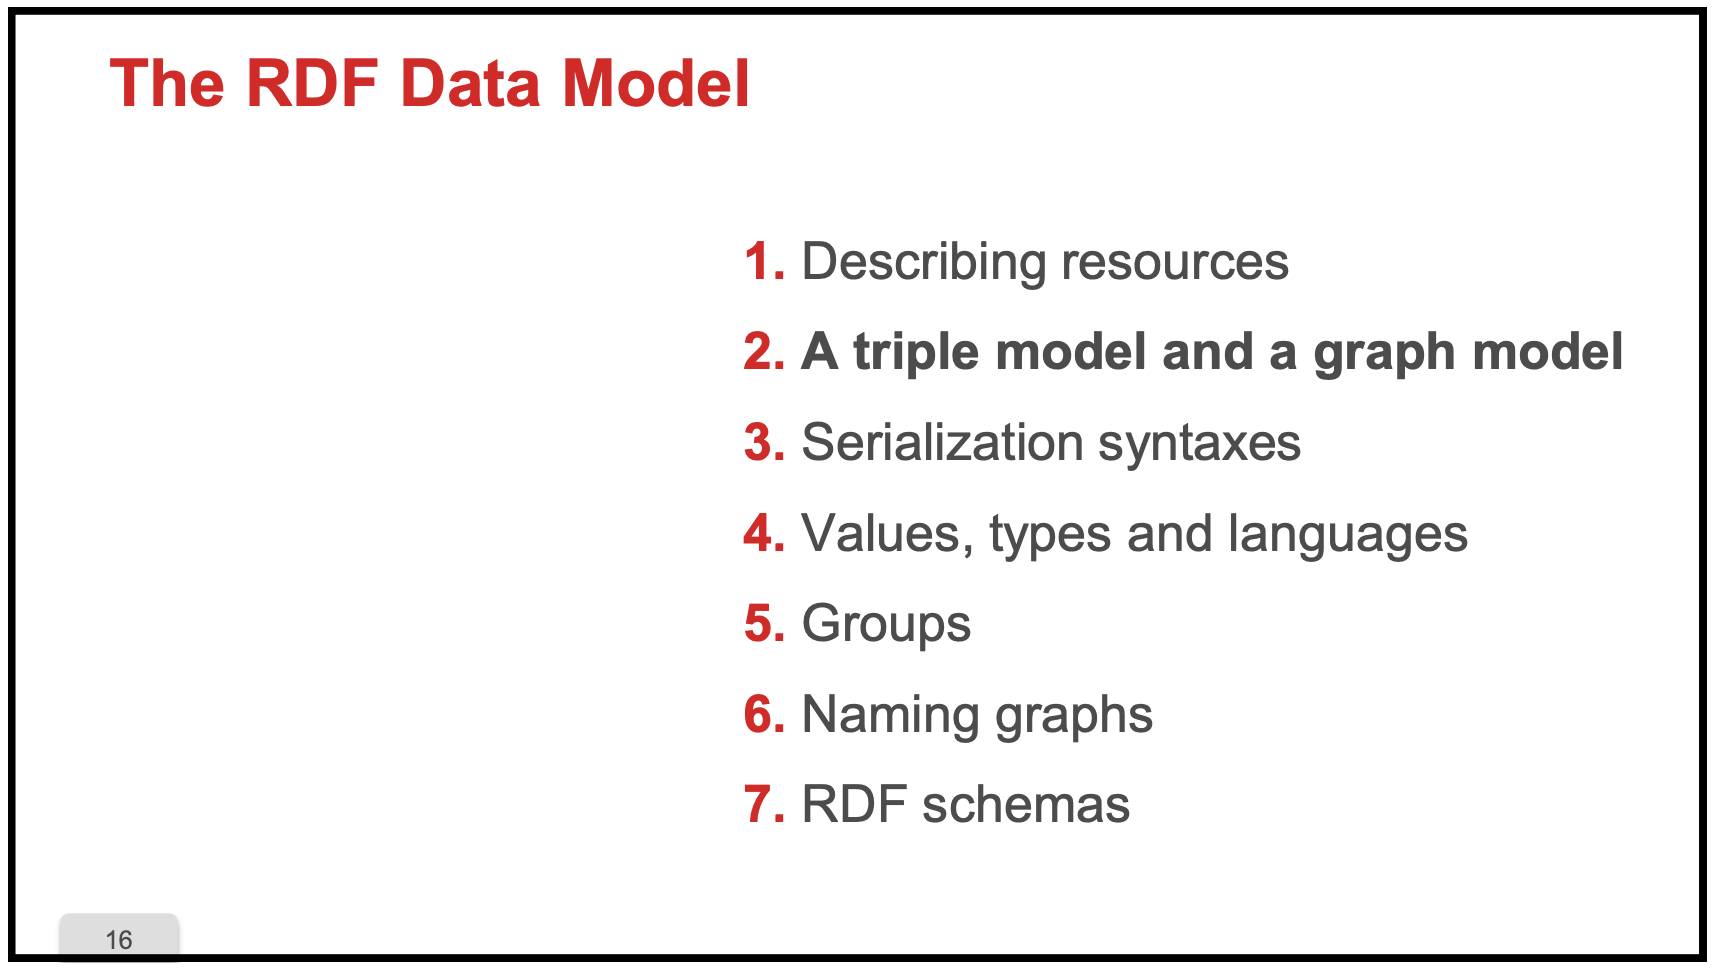 The RDF Data Model
1. Describing resources
2. A triple model and a graph model
3. Serialization syntaxes
4. Values, types and languages
5. Groups
6. Naming graphs
7. RDF schemas
16